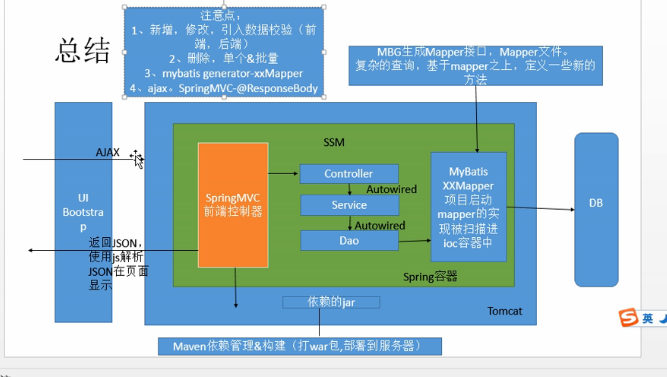 总结
注意点：
1、新增，修改，引入数据校验（前
端，后端）
2、删除，单个&批量
3、mybatis generator-xxMapper
4、ajax。SpringMVC-@ResponseBody
MBG生成Mapper接口，Mapper文件。
复杂的查询，基于mapper之上，定义一些新的
方法
SSM
AJAX
UI
Bootstra
p
返回JSON，
使用js解析
JSON在页面
显示
SpringMVC
前端控制器
Controller
Autowired
Service
Autowired
Dao
MyBatis
XXMapper
项目启动
mapper的实
现被扫描进
ioc容器中
DB
Spring容器
依赖的jar
Tomcat
Maven依赖管理&构建（打war包,部署到服务器）
S
英